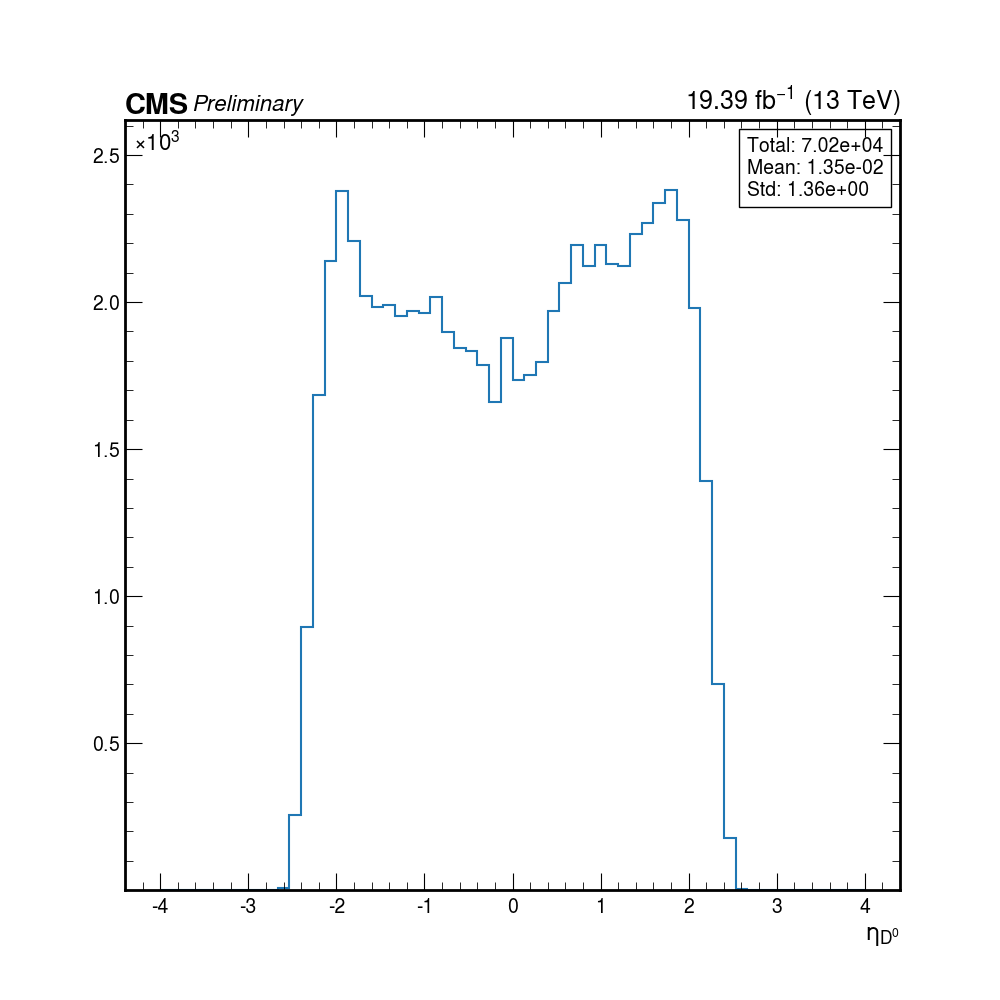 CMS Preliminary
19.39 fb⁻¹ (13 TeV)
×10³
Total: 7.02e+04
Mean: 1.35e-02
Std: 1.36e+00
2.5
2.0
1.5
1.0
0.5
-4 -3 -2 -1 0 1 2 3 4
η_D⁰